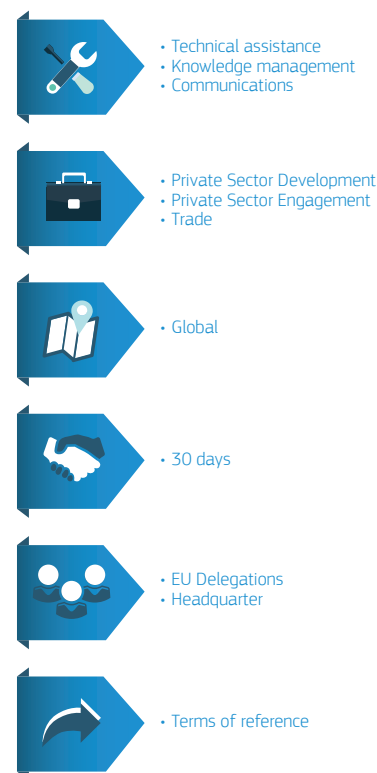 • Technical assistance
• Knowledge management
• Communications
• Private Sector Development
• Private Sector Engagement
• Trade
• Global
• 30 days
• EU Delegations
• Headquarter
• Terms of reference